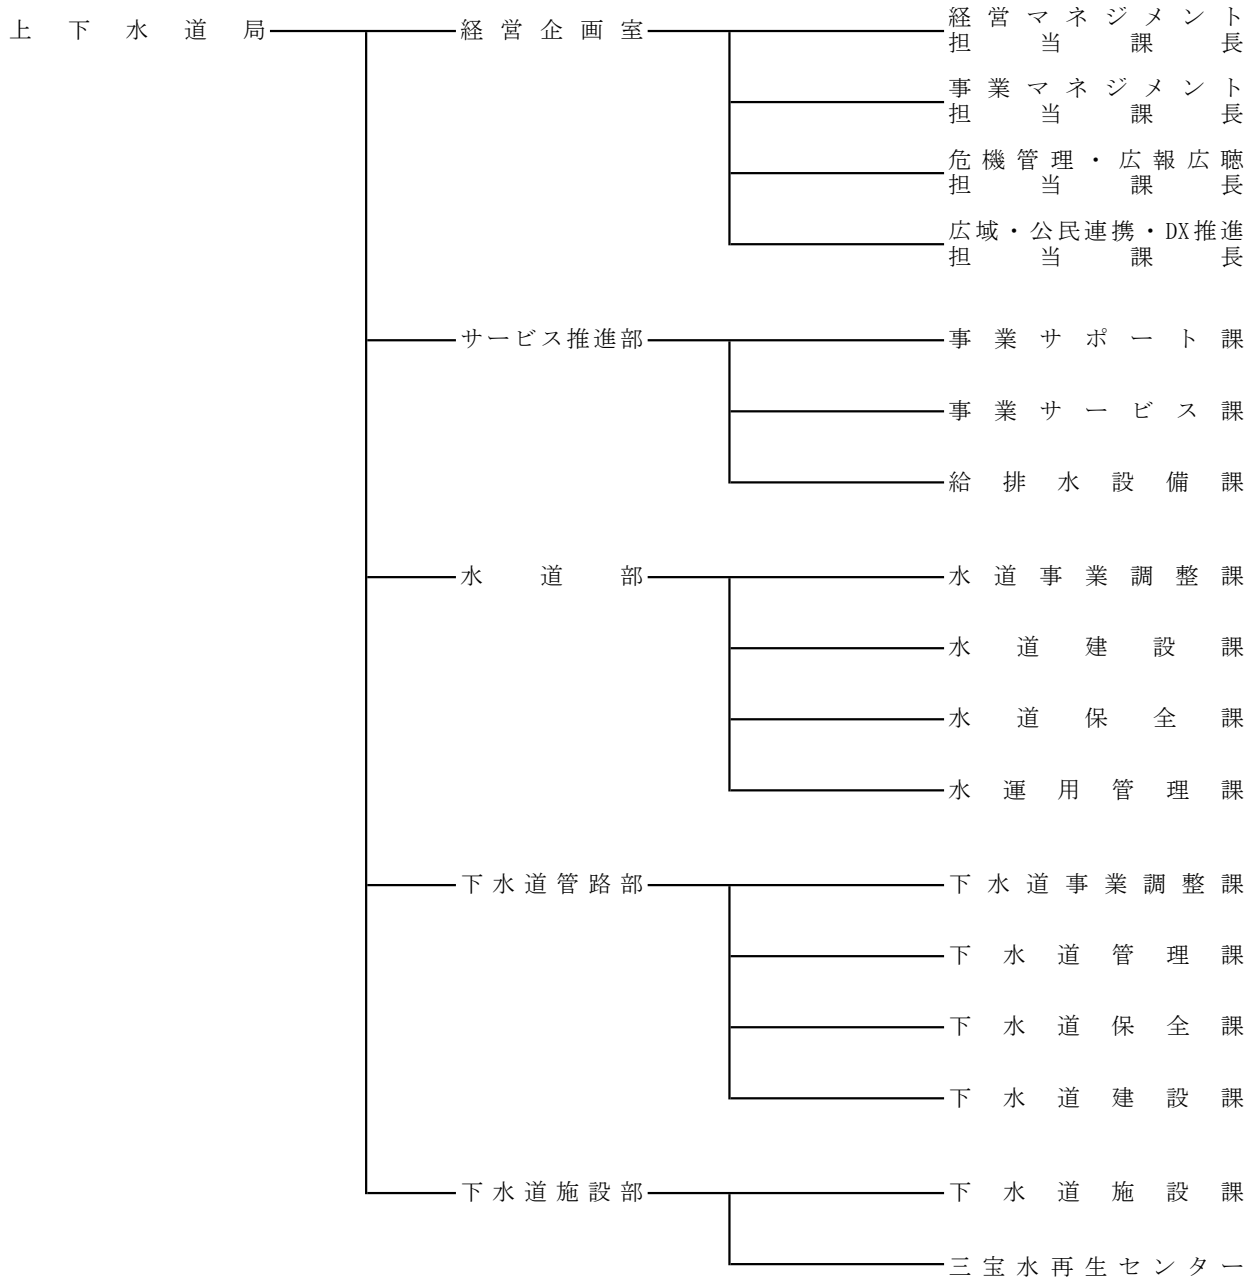 上下水道局
経営企画室
経営マネジメント
担当課長
事業マネジメント
担当課長
危機管理・広報広聴
担当課長
広域・公民連携・DX推進
担当課長
サービス推進部
事業サポート課
事業サービス課
給排水設備課
水道部
水道事業調整課
水道建設課
水道保全課
水運用管理課
下水道管路部
下水道事業調整課
下水道管理課
下水道保全課
下水道建設課
下水道施設部
下水道施設課
三宝水再生センター